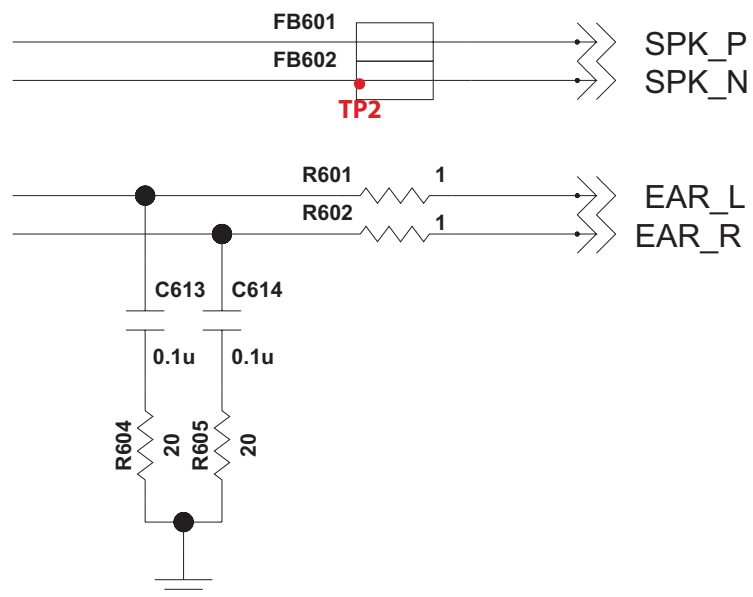 FB601
SPK_P
FB602
SPK_N
TP2
R601 1
EAR_L
R602 1
EAR_R
C613 C614
0.1u 0.1u
R604 20 R605 20